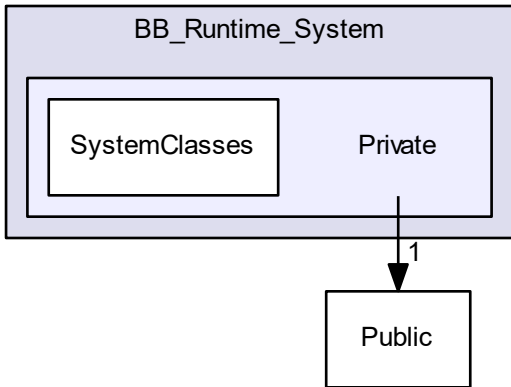 BB_Runtime_System
SystemClasses
Private
1
Public